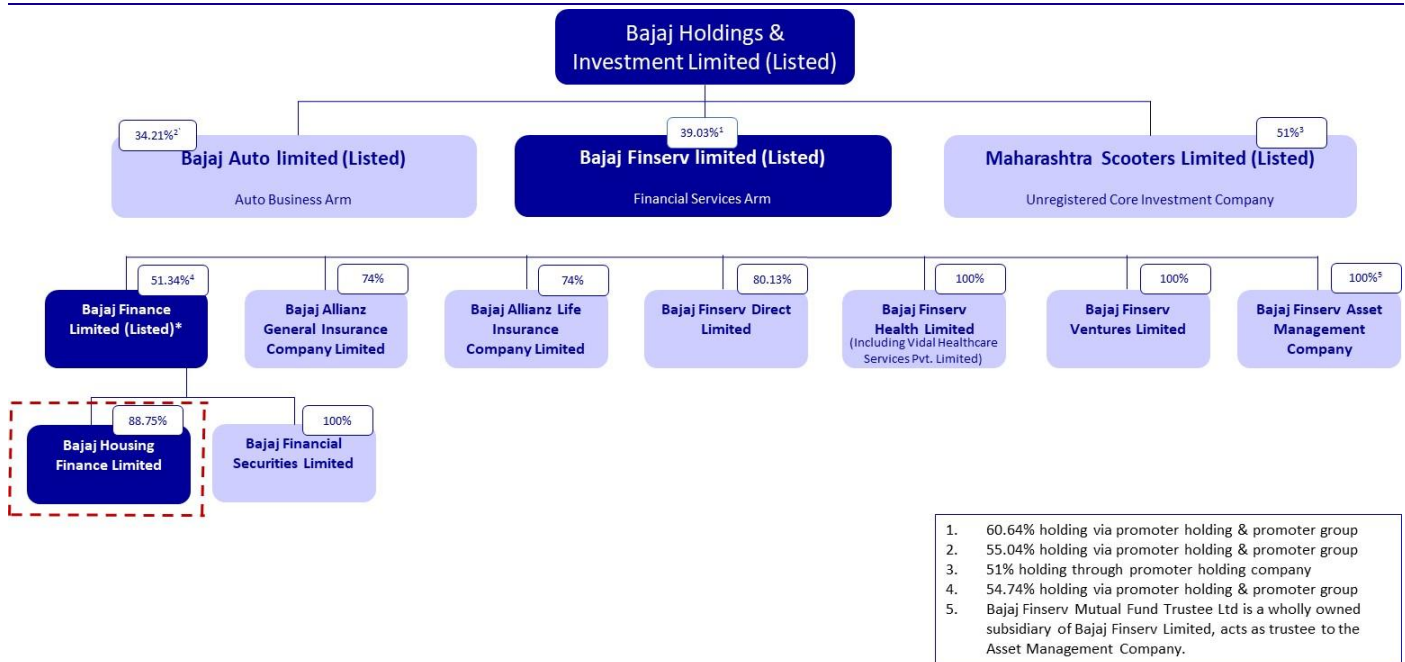 Bajaj Holdings &
Investment Limited (Listed)
34.21%²`
Bajaj Auto limited (Listed)
Auto Business Arm
39.03%¹
Bajaj Finserv limited (Listed)
Financial Services Arm
51%³
Maharashtra Scooters Limited (Listed)
Unregistered Core Investment Company
51.34%⁴
Bajaj Finance
Limited (Listed)*
74%
Bajaj Allianz
General Insurance
Company Limited
74%
Bajaj Allianz Life
Insurance
Company Limited
80.13%
Bajaj Finserv Direct
Limited
100%
Bajaj Finserv
Health Limited
(Including Vidal Healthcare
Services Pvt. Limited)
100%
Bajaj Finserv
Ventures Limited
100%⁵
Bajaj Finserv Asset
Management
Company
88.75%
Bajaj Housing
Finance Limited
100%
Bajaj Financial
Securities Limited
1. 60.64% holding via promoter holding & promoter group
2. 55.04% holding via promoter holding & promoter group
3. 51% holding through promoter holding company
4. 54.74% holding via promoter holding & promoter group
5. Bajaj Finserv Mutual Fund Trustee Ltd is a wholly owned
subsidiary of Bajaj Finserv Limited, acts as trustee to the
Asset Management Company.